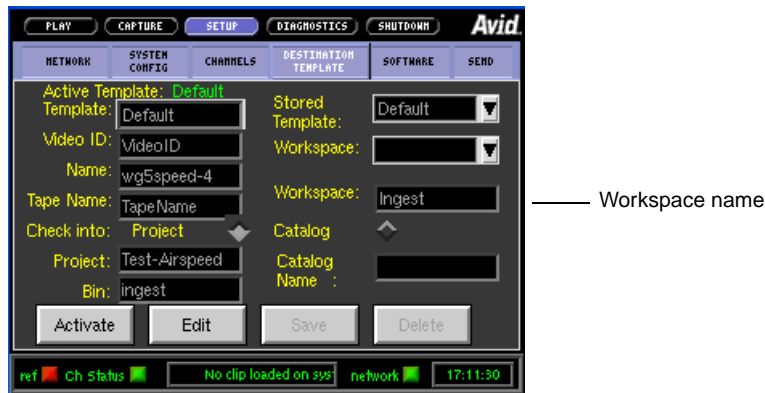 PLAY CAPTURE SETUP DIAGNOSTICS SHUTDOWN Avid
NETWORK SYSTEM CONFIG CHANNELS DESTINATION TEMPLATE SOFTWARE SEND
Active Template: Default
Template: Default
Stored Template: Default
Video ID: VideoID
Workspace:
Name: wg5speed-4
Workspace: Ingest
Workspace name
Tape Name: TapeName
Check into: Project
Catalog
Project: Test-Airspeed
Catalog Name :
Bin: ingest
Activate Edit Save Delete
ref Ch Status No clip loaded on sys network 17:11:30